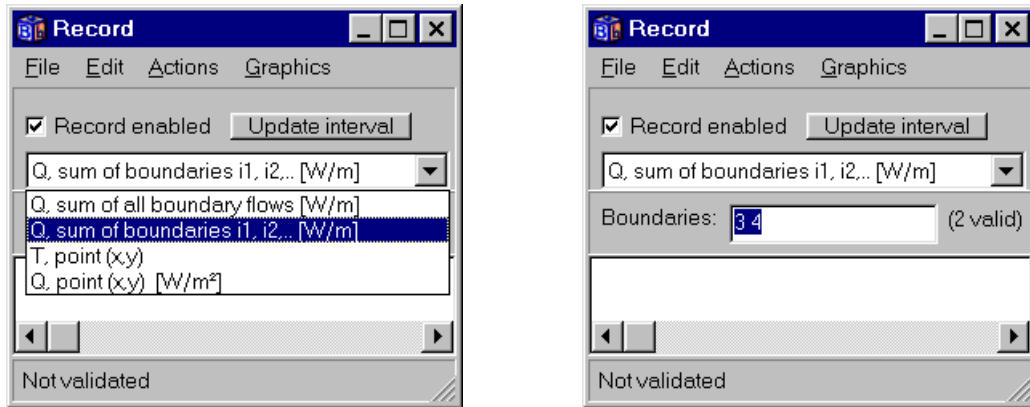 Record
File Edit Actions Graphics
Record enabled Update interval
Q, sum of boundaries i1, i2,.. [W/m]
Q, sum of all boundary flows [W/m]
Q, sum of boundaries i1, i2,.. [W/m]
T, point (x,y)
Q, point (x,y) [W/m²]
Not validated
Record
File Edit Actions Graphics
Record enabled Update interval
Q, sum of boundaries i1, i2,.. [W/m]
Boundaries: 3 4 (2 valid)
Not validated